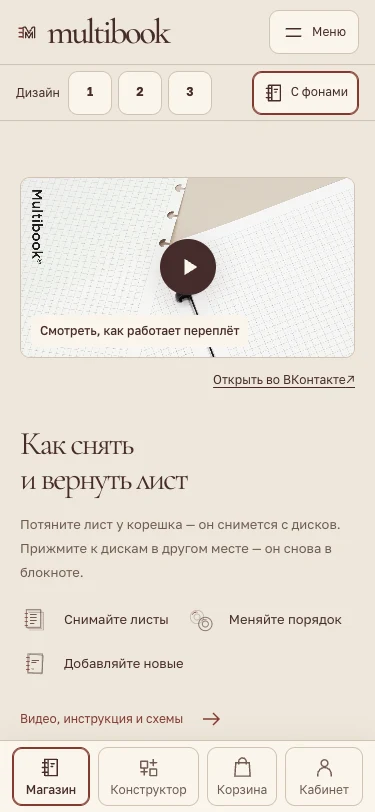 multibook
Меню
Дизайн
1
2
3
С фонами
Multibook®
Смотреть, как работает переплёт
Открыть во ВКонтакте↗
Как снять
и вернуть лист
Потяните лист у корешка — он снимется с дисков.
Прижмите к дискам в другом месте — он снова в
блокноте.
Снимайте листы
Меняйте порядок
Добавляйте новые
Видео, инструкция и схемы →
Магазин
Конструктор
Корзина
Кабинет